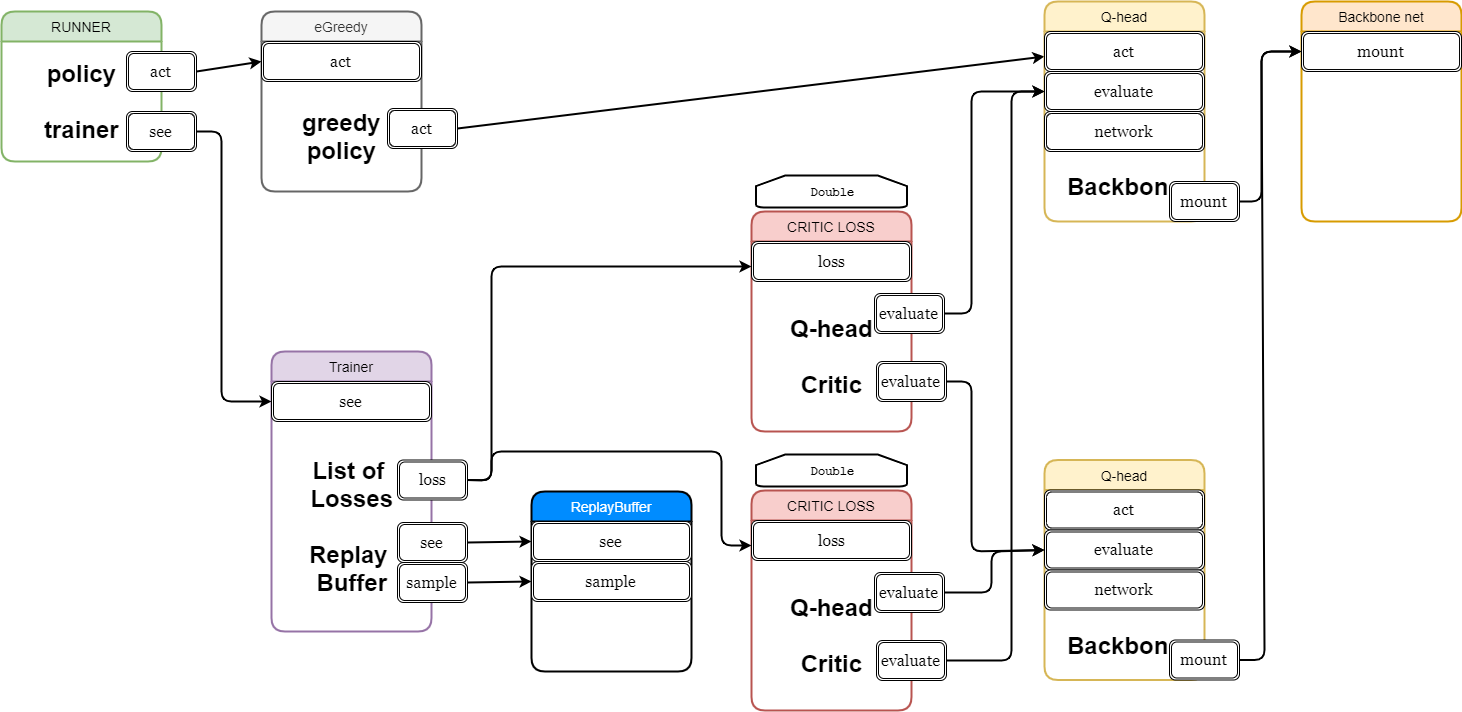 RUNNER
policy
act
trainer
see
eGreedy
act
greedy
policy
act
Q-head
act
evaluate
network
Backbon
mount
Backbone net
mount
Double
CRITIC LOSS
loss
Q-head
evaluate
Critic
evaluate
Trainer
see
List of
Losses
loss
Replay
Buffer
see
sample
ReplayBuffer
see
sample
Double
CRITIC LOSS
loss
Q-head
evaluate
Critic
evaluate
Q-head
act
evaluate
network
Backbon
mount